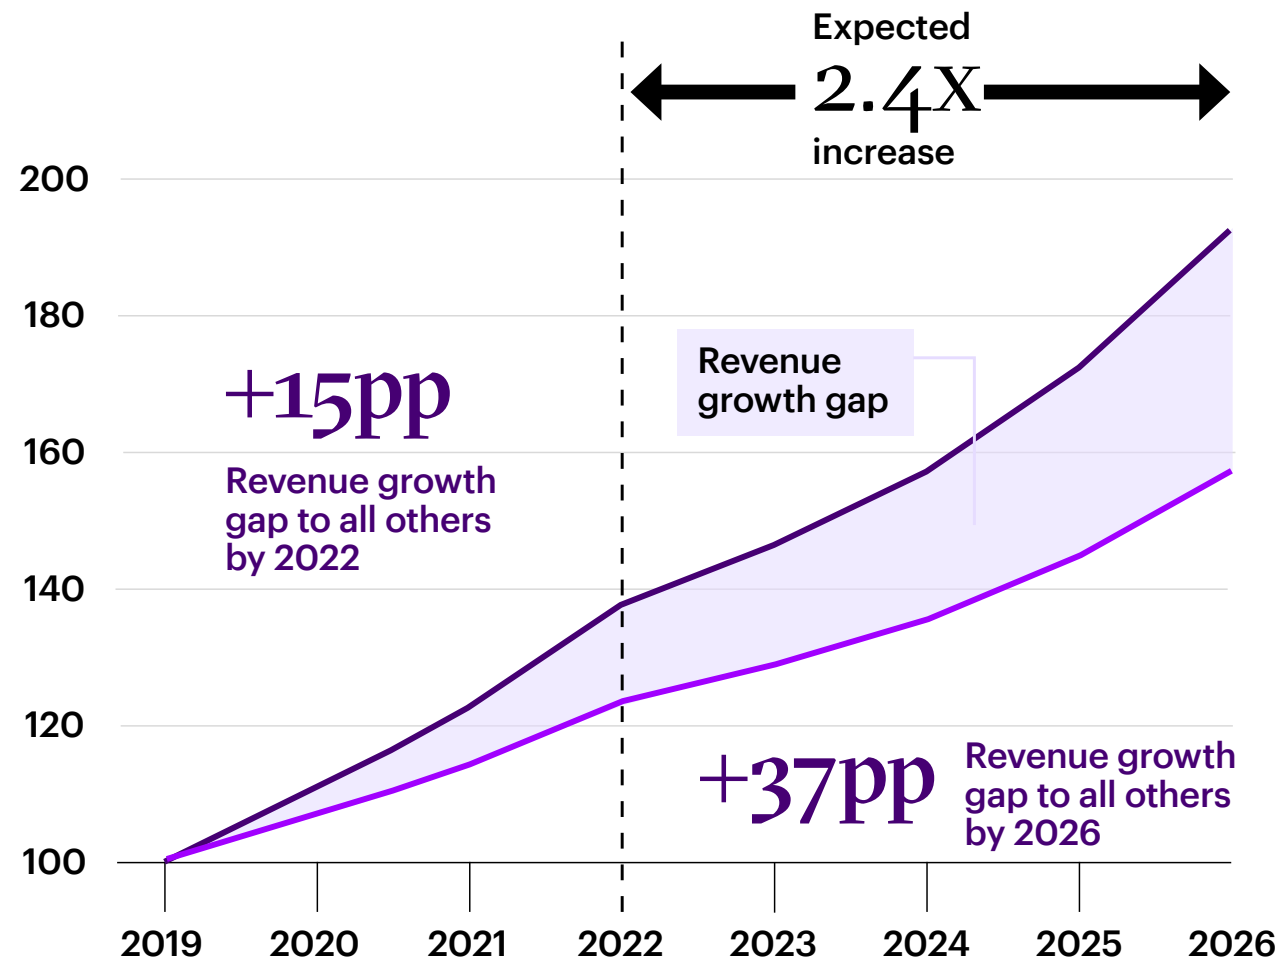 Expected
2.4x
increase
200
180
Revenue
growth gap
+15pp
160
Revenue growth
gap to all others
by 2022
140
120
+37pp
Revenue growth
gap to all others
by 2026
100
2019 2020 2021 2022 2023 2024 2025 2026